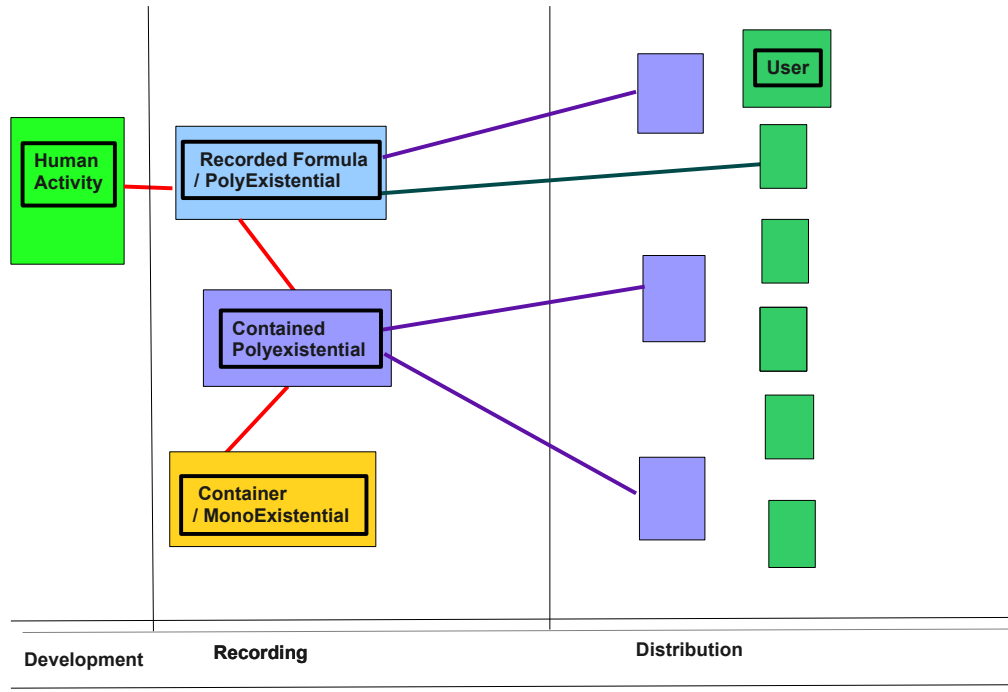 User
Human
Activity
Recorded Formula
/ PolyExistential
Contained
Polyexistential
Container
/ MonoExistential
Development
Recording
Distribution